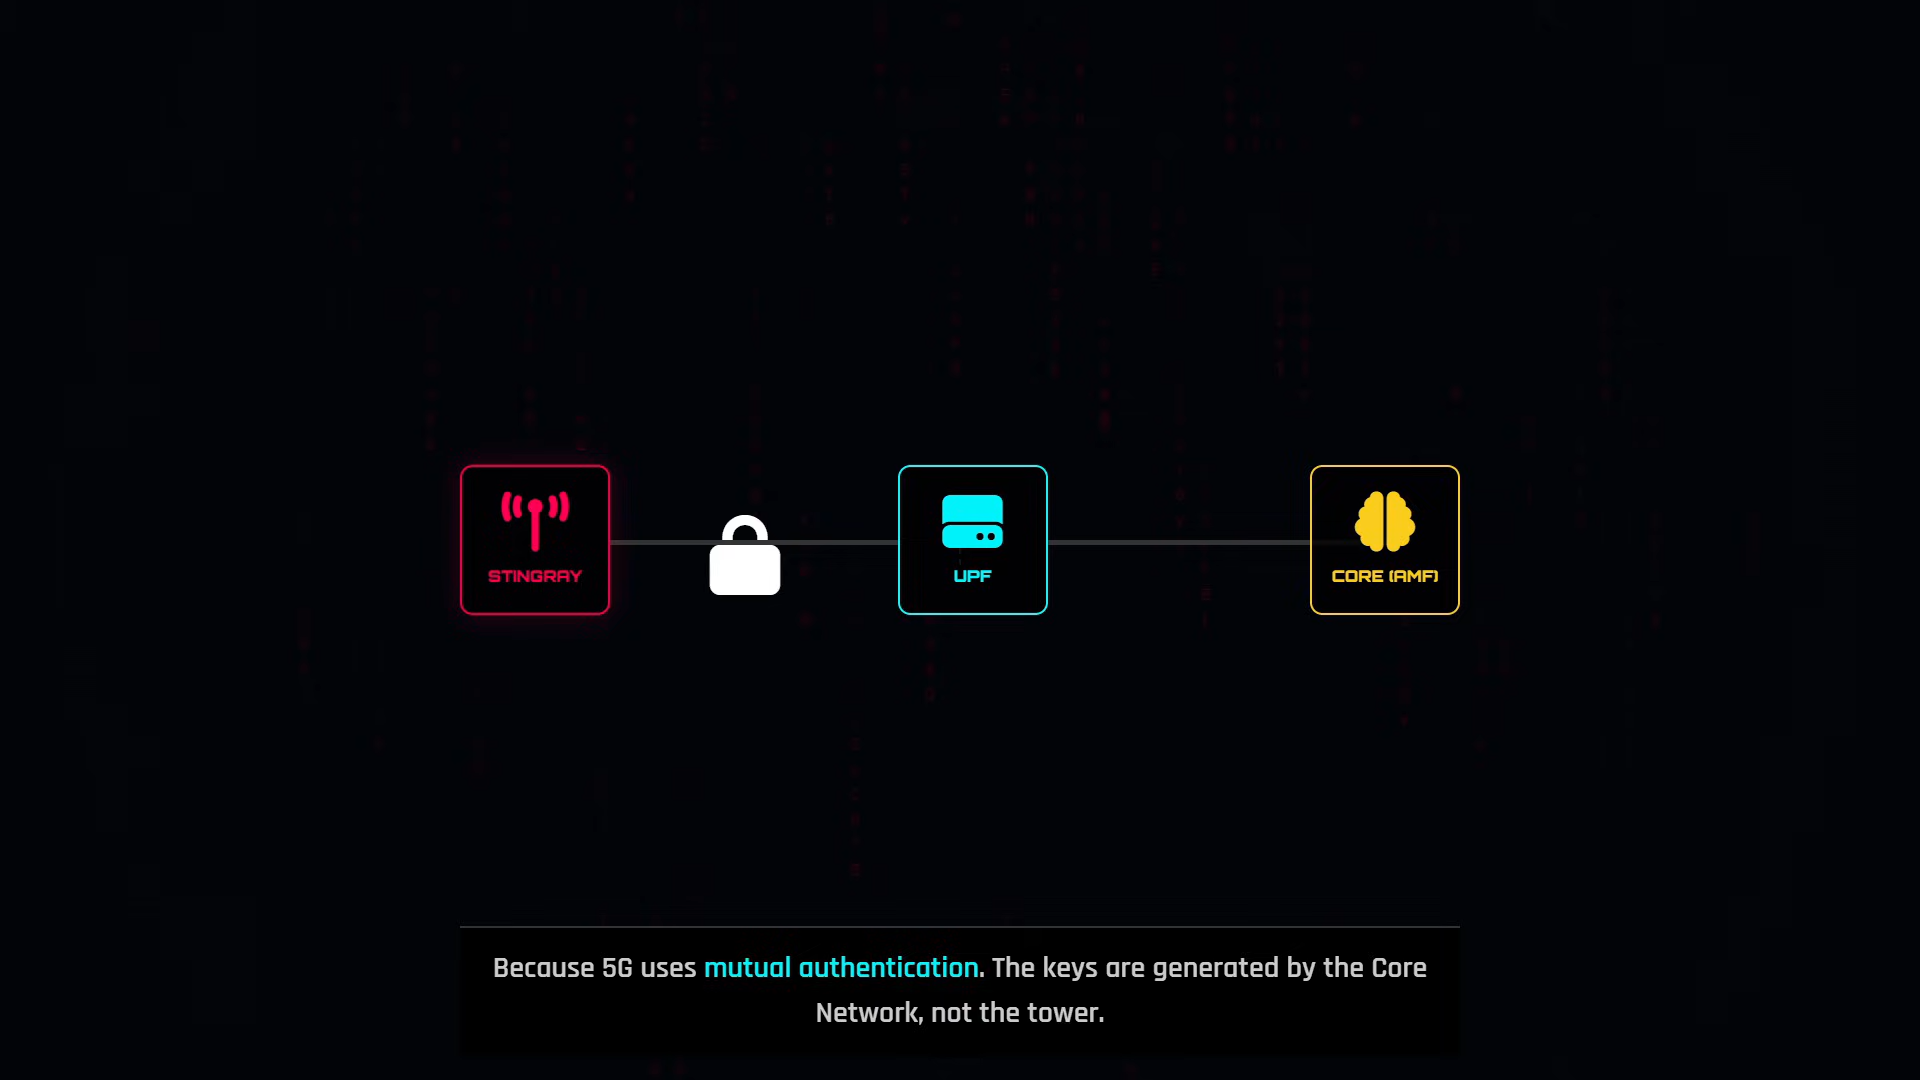 STINGRAY
UPF
CORE (AMF)
Because 5G uses mutual authentication. The keys are generated by the Core
Network, not the tower.